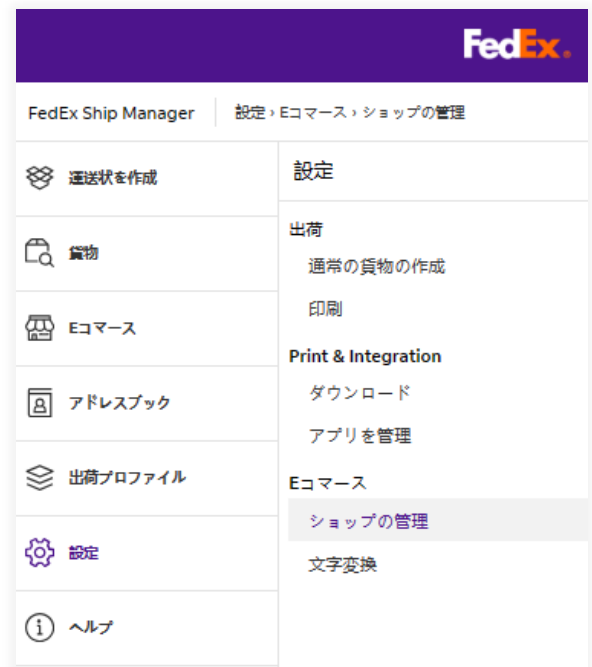 FedEx.
FedEx Ship Manager
設定 › Eコマース › ショップの管理
運送状を作成
貨物
Eコマース
アドレスブック
出荷プロファイル
設定
ヘルプ
設定
出荷
通常の貨物の作成
印刷
Print & Integration
ダウンロード
アプリを管理
Eコマース
ショップの管理
文字変換